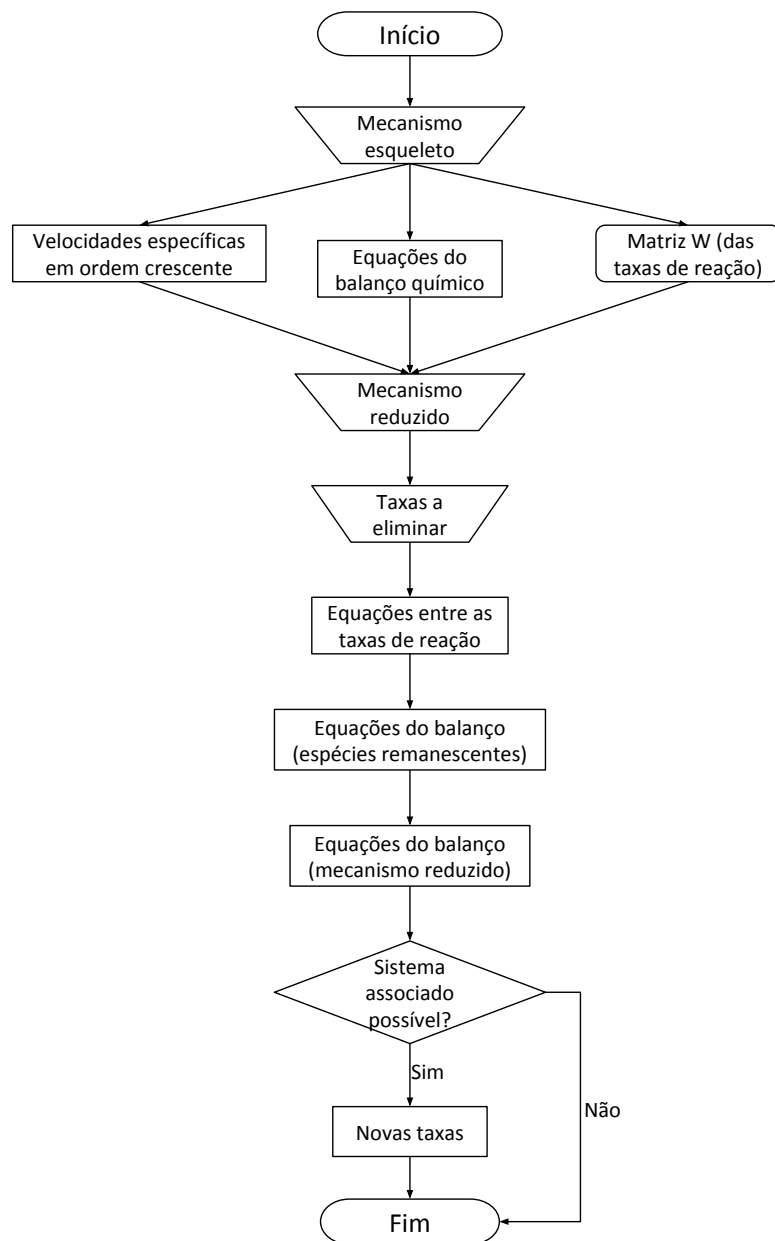 Início
Mecanismo
esqueleto
Velocidades específicas
em ordem crescente
Equações do
balanço químico
Matriz W (das
taxas de reação)
Mecanismo
reduzido
Taxas a
eliminar
Equações entre as
taxas de reação
Equações do balanço
(espécies remanescentes)
Equações do balanço
(mecanismo reduzido)
Sistema
associado
possível?
Sim
Não
Novas taxas
Fim